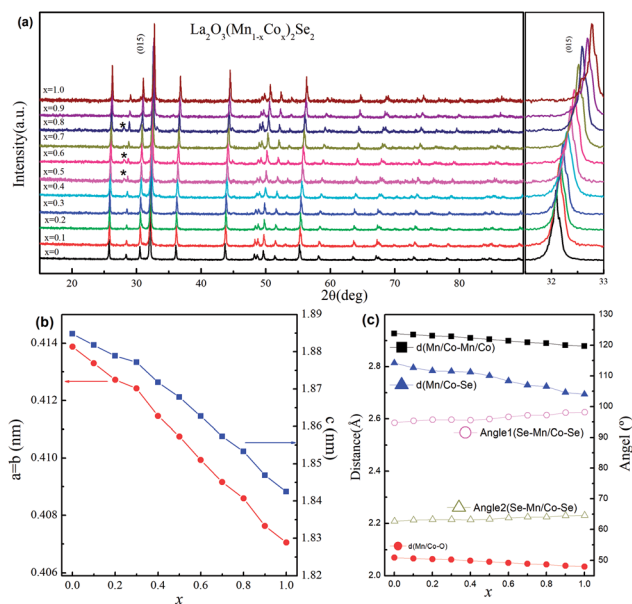 (a)
La2O3(Mn1-xCox)2Se2
(015)
(015)
Intensity(a.u.)
x=1.0
x=0.9
x=0.8
*
x=0.7
x=0.6
*
x=0.5
*
x=0.4
x=0.3
x=0.2
x=0.1
x=0
20 30 40 50 60 70 80
32 33
2θ(deg)
(b)
a=b (nm)
0.414
0.412
0.410
0.408
0.406
1.89
1.88
1.87
1.86
1.85
1.84
1.83
1.82
c (nm)
0.0 0.2 0.4 0.6 0.8 1.0
x
(c)
Distance(Å)
2.8
2.6
2.4
2.2
2.0
d(Mn/Co-Mn/Co)
d(Mn/Co-Se)
Angle1(Se-Mn/Co-Se)
Angle2(Se-Mn/Co-Se)
d(Mn/Co-O)
130
120
110
100
90
80
70
60
50
Angel (°)
0.0 0.2 0.4 0.6 0.8 1.0
x